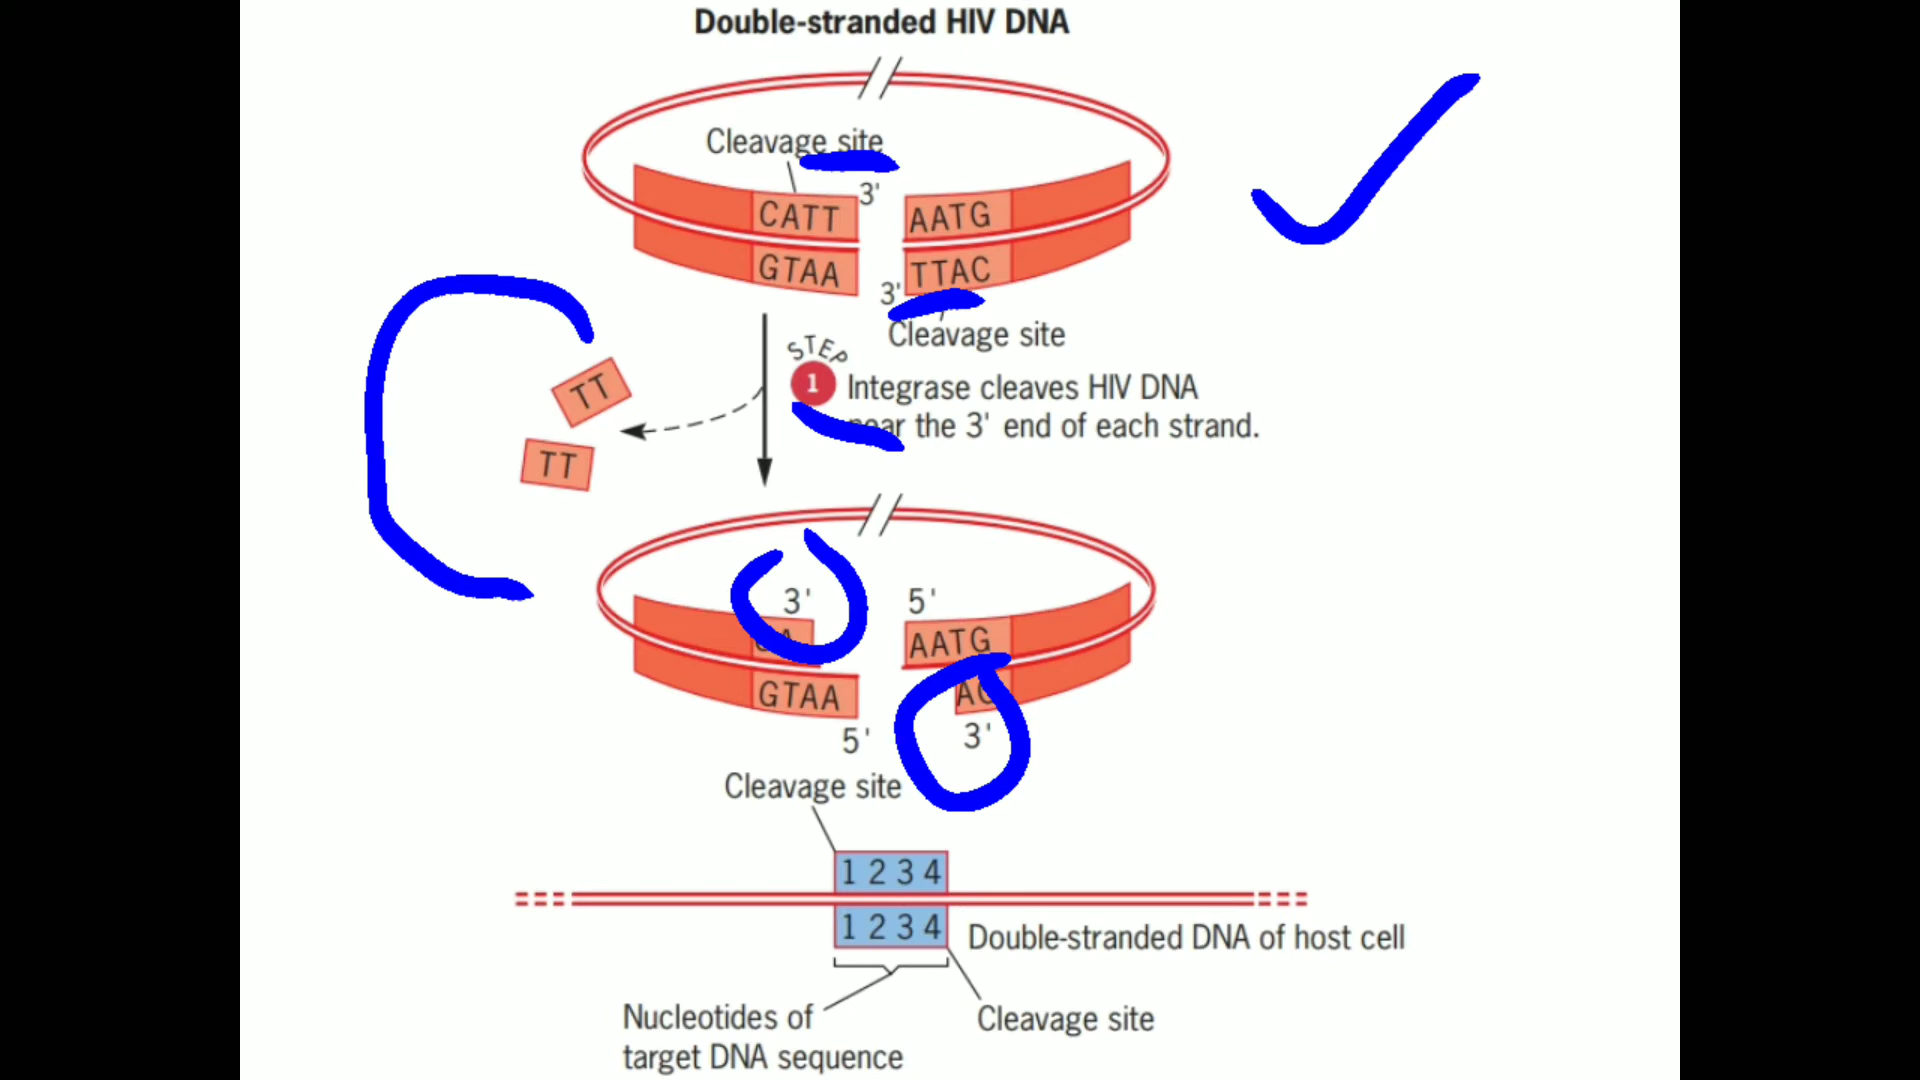 Double-stranded HIV DNA
Cleavage site
3'
CATT AATG
GTAA TTAC
3'
Cleavage site
STEP
1 Integrase cleaves HIV DNA
near the 3' end of each strand.
TT
TT
3' 5'
CA AATG
GTAA AC
5' 3'
Cleavage site
1 2 3 4
1 2 3 4
Double-stranded DNA of host cell
Nucleotides of
target DNA sequence
Cleavage site